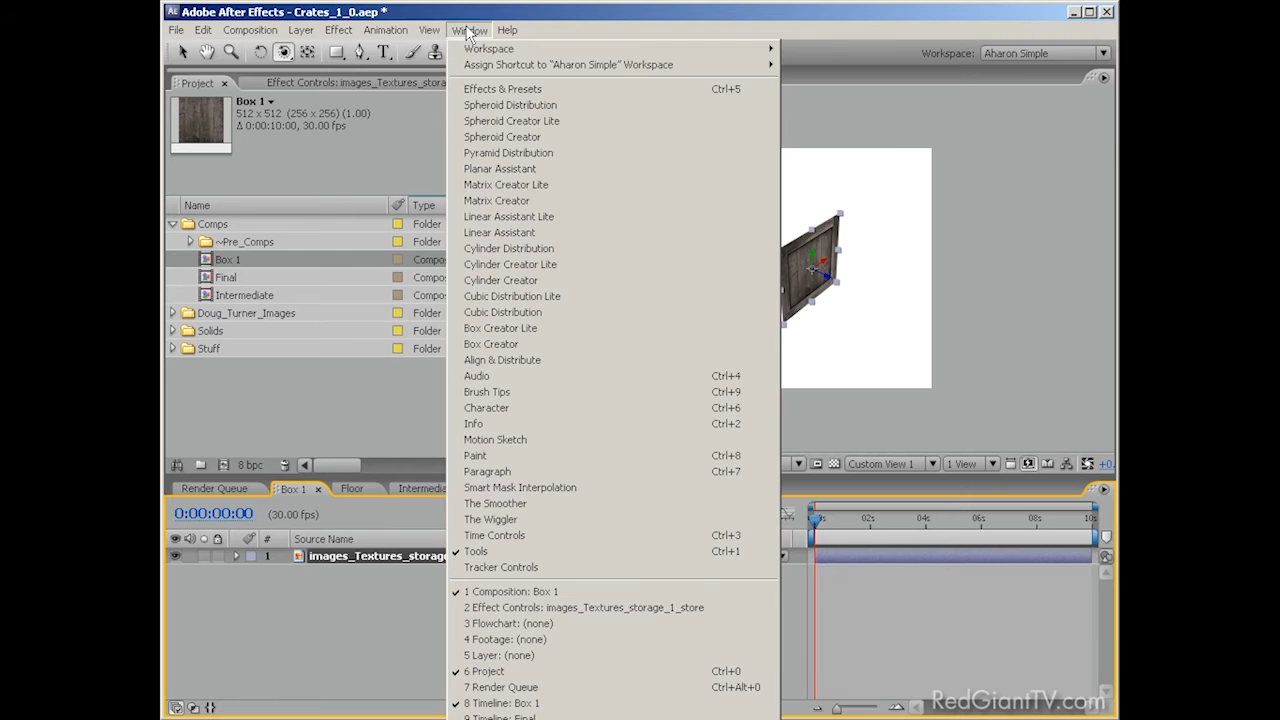 Adobe After Effects - Crates_1_0.aep *
File Edit Composition Layer Effect Animation View Window Help
Workspace: Aharon Simple
Project
Effect Controls: images_Textures_stora
Box 1
512 x 512 (256 x 256) (1.00)
Δ 0:00:10:00, 30.00 fps
Name Type
Comps Folder
~Pre_Comps Folder
Box 1 Compo
Final Compo
Intermediate Compo
Doug_Turner_Images Folder
Solids Folder
Stuff Folder
8 bpc
Workspace
Assign Shortcut to "Aharon Simple" Workspace
Effects & Presets Ctrl+5
Spheroid Distribution
Spheroid Creator Lite
Spheroid Creator
Pyramid Distribution
Planar Assistant
Matrix Creator Lite
Matrix Creator
Linear Assistant Lite
Linear Assistant
Cylinder Distribution
Cylinder Creator Lite
Cylinder Creator
Cubic Distribution Lite
Cubic Distribution
Box Creator Lite
Box Creator
Align & Distribute
Audio Ctrl+4
Brush Tips Ctrl+9
Character Ctrl+6
Info Ctrl+2
Motion Sketch
Paint Ctrl+8
Paragraph Ctrl+7
Smart Mask Interpolation
The Smoother
The Wiggler
Time Controls Ctrl+3
Tools Ctrl+1
Tracker Controls
1 Composition: Box 1
2 Effect Controls: images_Textures_storage_1_store
3 Flowchart: (none)
4 Footage: (none)
5 Layer: (none)
6 Project Ctrl+0
7 Render Queue Ctrl+Alt+0
8 Timeline: Box 1
9 Timeline: Final
Custom View 1 1 View +0.
Render Queue Box 1 Floor Intermedia
0:00:00:00 (30.00 fps)
# Source Name
1 images_Textures_storage
02s 04s 06s 08s 10s
RedGiantTV.com